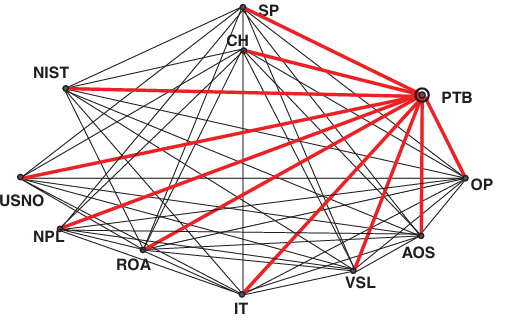 SP
CH
NIST
PTB
USNO
OP
NPL
ROA
AOS
VSL
IT